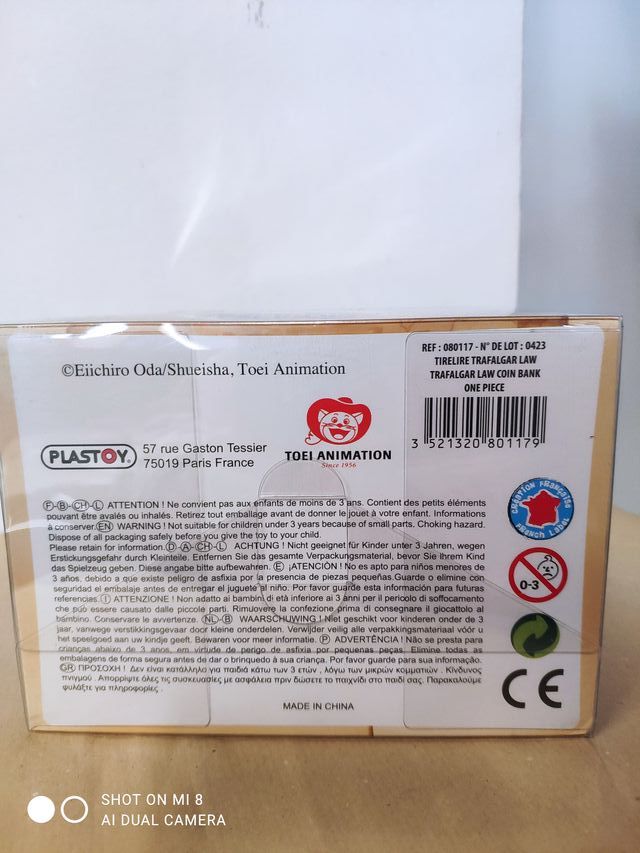 ©Eiichiro Oda/Shueisha, Toei Animation
PLASTOY
57 rue Gaston Tessier
75019 Paris France
TOEI ANIMATION
Since 1956
REF : 080117 - N° DE LOT : 0423
TIRELIRE TRAFALGAR LAW
TRAFALGAR LAW COIN BANK
ONE PIECE
3 521320 801179
CRÉATION FRANÇAISE
FRENCH LABEL
0-3
CE
F-B-CH-L ATTENTION ! Ne convient pas aux enfants de moins de 3 ans. Contient des petits éléments
pouvant être avalés ou inhalés. Retirez tout emballage avant de donner le jouet à votre enfant. Informations
à conserver. EN WARNING ! Not suitable for children under 3 years because of small parts. Choking hazard.
Dispose of all packaging safely before you give the toy to your child.
Please retain for information. D-A-CH-L ACHTUNG ! Nicht geeignet für Kinder unter 3 Jahren, wegen
Erstickungsgefahr durch Kleinteile. Entfernen Sie das gesamte Verpackungsmaterial, bevor Sie Ihrem Kind
das Spielzeug geben. Diese angabe bitte aufbewahren. E ¡ATENCIÓN ! No es apto para niños menores de
3 años, debido a que existe peligro de asfixia por la presencia de piezas pequeñas.Guarde o elimine con
seguridad el embalaje antes de entregar el juguete al niño. Por favor guarde esta información para futuras
referencias. I ATTENZIONE ! Non adatto ai bambini di età inferiore ai 3 anni per il pericolo di soffocamento
che può essere causato dalle piccole parti. Rimuovere la confezione prima di consegnare il giocattolo al
bambino. Conservare le avvertenze. NL-B WAARSCHUWING ! Niet geschikt voor kinderen onder de 3
jaar, vanwege verstikkingsgevaar door kleine onderdelen. Verwijder veilig alle verpakkingsmateriaal vóór u
het speelgoed aan uw kindje geeft. Bewaren voor meer informatie. P ADVERTÊNCIA ! Não se presta para
crianças abaixo de 3 anos, em virtude de perigo de asfixia por pequenas peças. Elimine todas as
embalagens de forma segura antes de dar o brinquedo à sua criança. Por favor guarde para sua informação.
GR ΠΡΟΣΟΧΗ ! Δεν είναι κατάλληλο για παιδιά κάτω των 3 ετών , λόγω των μικρών κομματιών . Κίνδυνος
πνιγμού . Απορρίψτε όλες τις συσκευασίες με ασφάλεια πριν δώσετε το παιχνίδι στο παιδί σας. Παρακαλούμε
φυλάξτε για πληροφορίες .
MADE IN CHINA
SHOT ON MI 8
AI DUAL CAMERA